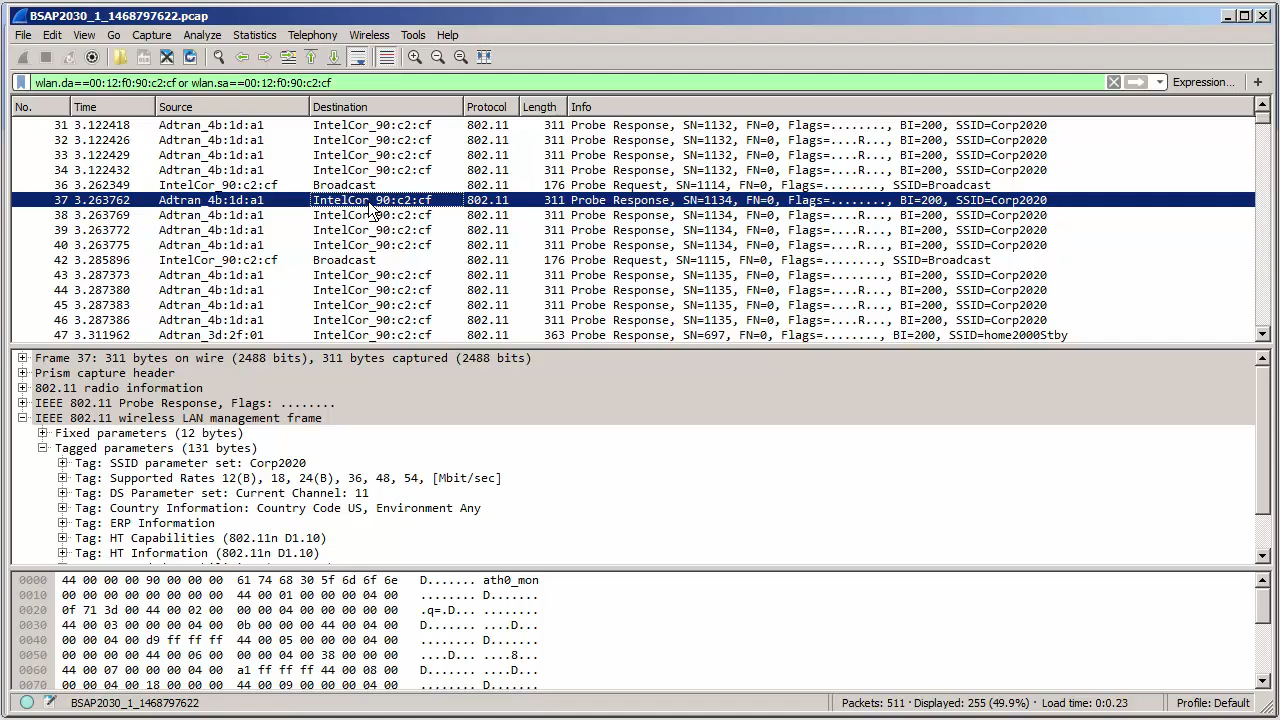 BSAP2030_1_1468797622.pcap
File Edit View Go Capture Analyze Statistics Telephony Wireless Tools Help
wlan.da==00:12:f0:90:c2:cf or wlan.sa==00:12:f0:90:c2:cf Expression... +
No. Time Source Destination Protocol Length Info
31 3.122418 Adtran_4b:1d:a1 IntelCor_90:c2:cf 802.11 311 Probe Response, SN=1132, FN=0, Flags=........, BI=200, SSID=Corp2020
32 3.122426 Adtran_4b:1d:a1 IntelCor_90:c2:cf 802.11 311 Probe Response, SN=1132, FN=0, Flags=....R..., BI=200, SSID=Corp2020
33 3.122429 Adtran_4b:1d:a1 IntelCor_90:c2:cf 802.11 311 Probe Response, SN=1132, FN=0, Flags=....R..., BI=200, SSID=Corp2020
34 3.122432 Adtran_4b:1d:a1 IntelCor_90:c2:cf 802.11 311 Probe Response, SN=1132, FN=0, Flags=....R..., BI=200, SSID=Corp2020
36 3.262349 IntelCor_90:c2:cf Broadcast 802.11 176 Probe Request, SN=1114, FN=0, Flags=........, SSID=Broadcast
37 3.263762 Adtran_4b:1d:a1 IntelCor_90:c2:cf 802.11 311 Probe Response, SN=1134, FN=0, Flags=........, BI=200, SSID=Corp2020
38 3.263769 Adtran_4b:1d:a1 IntelCor_90:c2:cf 802.11 311 Probe Response, SN=1134, FN=0, Flags=....R..., BI=200, SSID=Corp2020
39 3.263772 Adtran_4b:1d:a1 IntelCor_90:c2:cf 802.11 311 Probe Response, SN=1134, FN=0, Flags=....R..., BI=200, SSID=Corp2020
40 3.263775 Adtran_4b:1d:a1 IntelCor_90:c2:cf 802.11 311 Probe Response, SN=1134, FN=0, Flags=....R..., BI=200, SSID=Corp2020
42 3.285896 IntelCor_90:c2:cf Broadcast 802.11 176 Probe Request, SN=1115, FN=0, Flags=........, SSID=Broadcast
43 3.287373 Adtran_4b:1d:a1 IntelCor_90:c2:cf 802.11 311 Probe Response, SN=1135, FN=0, Flags=........, BI=200, SSID=Corp2020
44 3.287380 Adtran_4b:1d:a1 IntelCor_90:c2:cf 802.11 311 Probe Response, SN=1135, FN=0, Flags=....R..., BI=200, SSID=Corp2020
45 3.287383 Adtran_4b:1d:a1 IntelCor_90:c2:cf 802.11 311 Probe Response, SN=1135, FN=0, Flags=....R..., BI=200, SSID=Corp2020
46 3.287386 Adtran_4b:1d:a1 IntelCor_90:c2:cf 802.11 311 Probe Response, SN=1135, FN=0, Flags=....R..., BI=200, SSID=Corp2020
47 3.311962 Adtran_3d:2f:01 IntelCor_90:c2:cf 802.11 363 Probe Response, SN=697, FN=0, Flags=........, BI=200, SSID=home2000Stby
Frame 37: 311 bytes on wire (2488 bits), 311 bytes captured (2488 bits)
Prism capture header
802.11 radio information
IEEE 802.11 Probe Response, Flags: ........
IEEE 802.11 wireless LAN management frame
Fixed parameters (12 bytes)
Tagged parameters (131 bytes)
Tag: SSID parameter set: Corp2020
Tag: Supported Rates 12(B), 18, 24(B), 36, 48, 54, [Mbit/sec]
Tag: DS Parameter set: Current Channel: 11
Tag: Country Information: Country Code US, Environment Any
Tag: ERP Information
Tag: HT Capabilities (802.11n D1.10)
Tag: HT Information (802.11n D1.10)
0000 44 00 00 00 90 00 00 00 61 74 68 30 5f 6d 6f 6e D....... ath0_mon
0010 00 00 00 00 00 00 00 00 44 00 01 00 00 00 04 00 ........ D.......
0020 0f 71 3d 00 44 00 02 00 00 00 04 00 00 00 00 00 .q=.D... ........
0030 44 00 03 00 00 00 04 00 0b 00 00 00 44 00 04 00 D....... ....D...
0040 00 00 04 00 d9 ff ff ff 44 00 05 00 00 00 04 00 ........ D.......
0050 00 00 00 00 44 00 06 00 00 00 04 00 38 00 00 00 ....D... ....8...
0060 44 00 07 00 00 00 04 00 a1 ff ff ff 44 00 08 00 D....... ....D...
0070 00 00 04 00 18 00 00 00 44 00 09 00 00 00 04 00 ........ D.......
BSAP2030_1_1468797622 Packets: 511 · Displayed: 255 (49.9%) · Load time: 0:0.23 Profile: Default